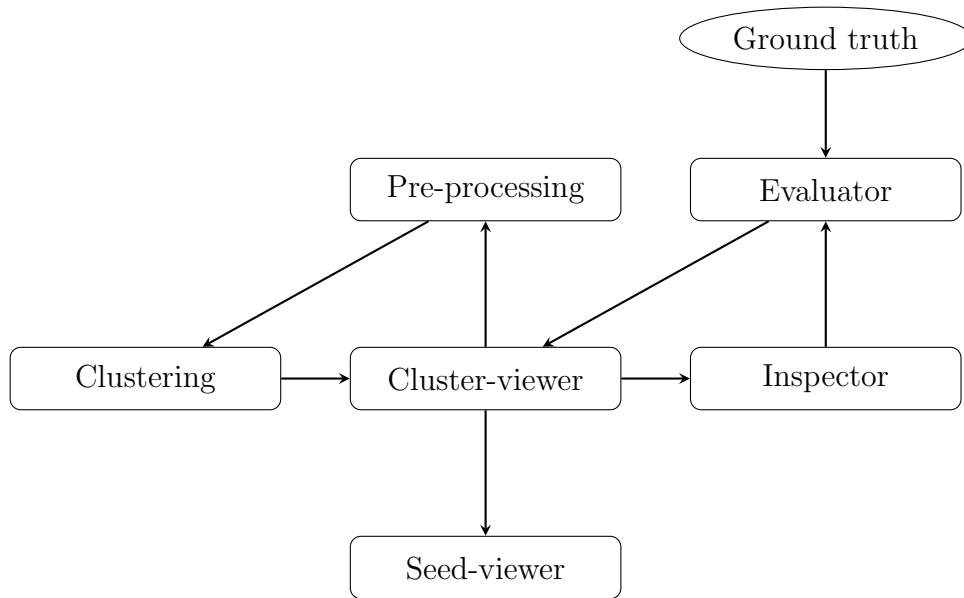 Ground truth
Pre-processing
Evaluator
Clustering
Cluster-viewer
Inspector
Seed-viewer